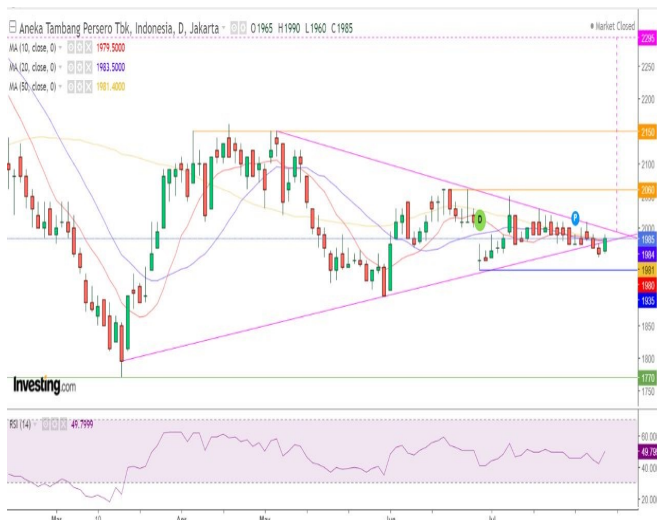 Aneka Tambang Persero Tbk, Indonesia, D, Jakarta O1965 H1990 L1960 C1985
Market Closed
MA (10, close, 0) 1979.5000
MA (20, close, 0) 1983.5000
MA (50, close, 0) 1981.4000
2295
2250
2200
2150
2100
2060
2000
1985
1984
1981
1980
1935
1850
1800
1770
1750
D
P
Investing.com
RSI (14) 49.7999
60.00
49.79
40.00
20.00
Mar 10 Apr May Jun Jul